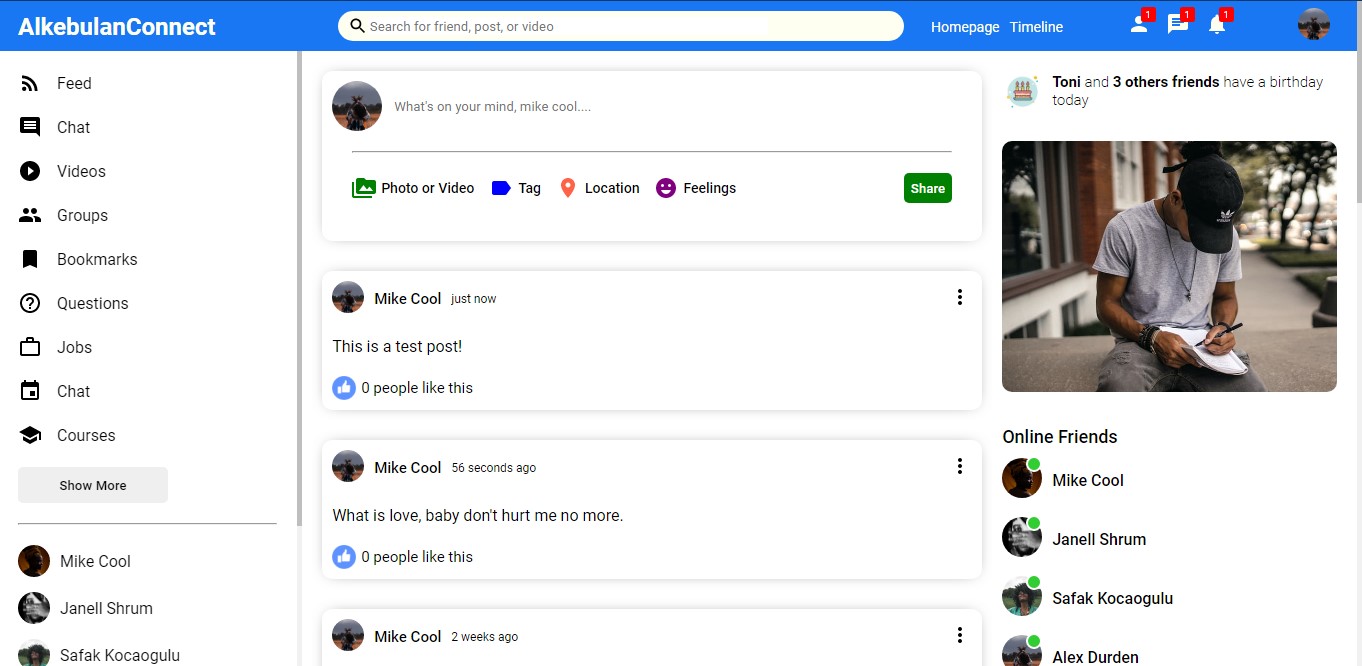 AlkebulanConnect
Search for friend, post, or video
Homepage Timeline
1
1
1
Feed
Chat
Videos
Groups
Bookmarks
Questions
Jobs
Chat
Courses
Show More
Mike Cool
Janell Shrum
Safak Kocaogulu
What's on your mind, mike cool....
Photo or Video Tag Location Feelings
Share
Mike Cool just now
This is a test post!
0 people like this
Mike Cool 56 seconds ago
What is love, baby don't hurt me no more.
0 people like this
Mike Cool 2 weeks ago
Toni and 3 others friends have a birthday
today
Online Friends
Mike Cool
Janell Shrum
Safak Kocaogulu
Alex Durden